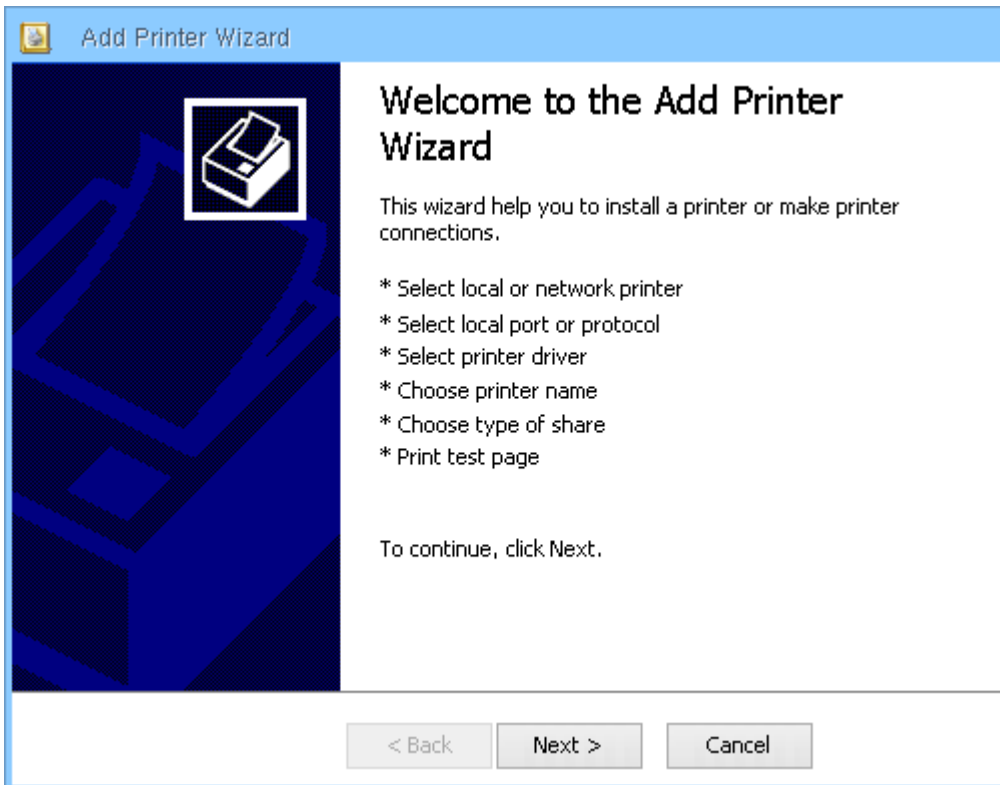 Add Printer Wizard
Welcome to the Add Printer
Wizard
This wizard help you to install a printer or make printer
connections.
* Select local or network printer
* Select local port or protocol
* Select printer driver
* Choose printer name
* Choose type of share
* Print test page
To continue, click Next.
< Back
Next >
Cancel